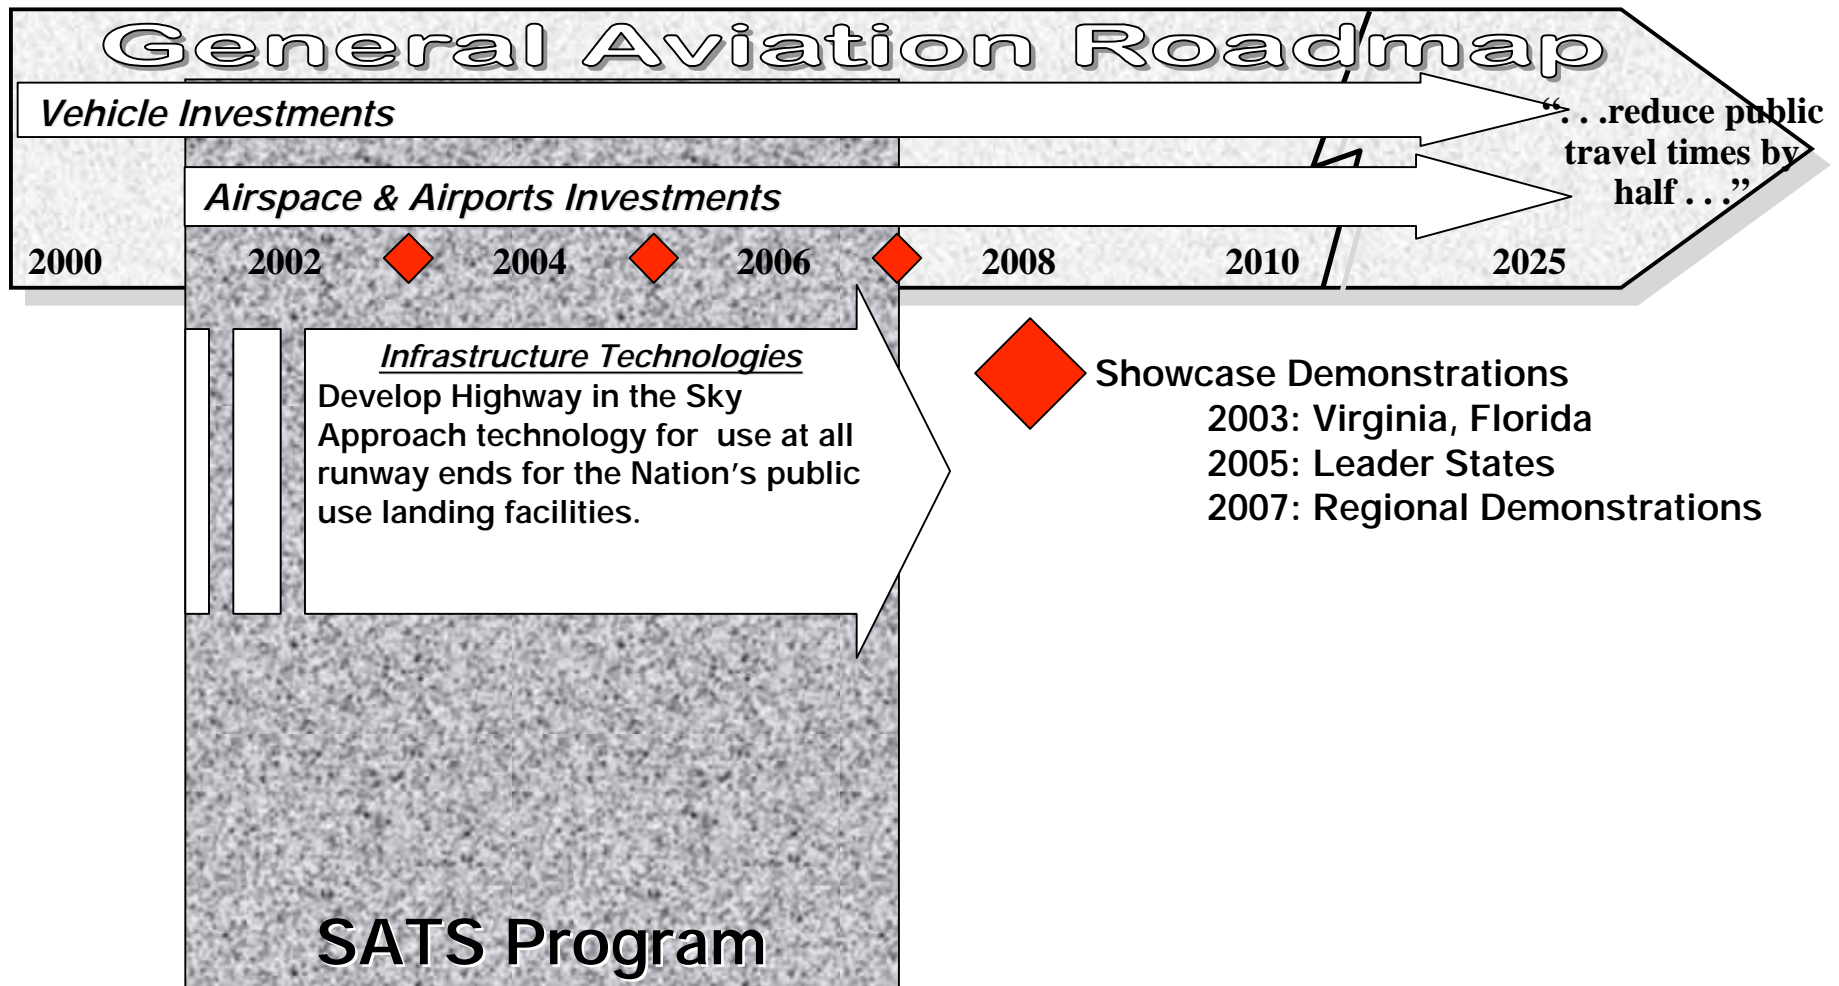 General Aviation Roadmap
Vehicle Investments
“. . .reduce public
travel times by
half . . .”
Airspace & Airports Investments
2000 2002 2004 2006 2008 2010 2025
Infrastructure Technologies
Develop Highway in the Sky
Approach technology for use at all
runway ends for the Nation’s public
use landing facilities.
Showcase Demonstrations
2003: Virginia, Florida
2005: Leader States
2007: Regional Demonstrations
SATS Program